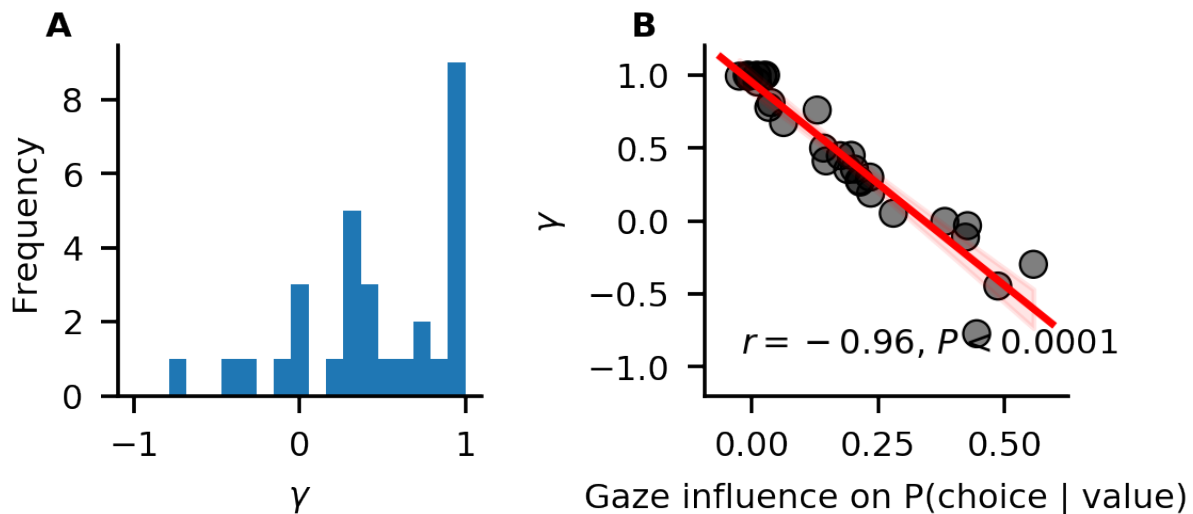 A
Frequency
8
6
4
2
0
−1
0
1
γ
B
γ
1.0
0.5
0.0
−0.5
−1.0
r = − 0.96, P < 0.0001
0.00
0.25
0.50
Gaze influence on P(choice | value)